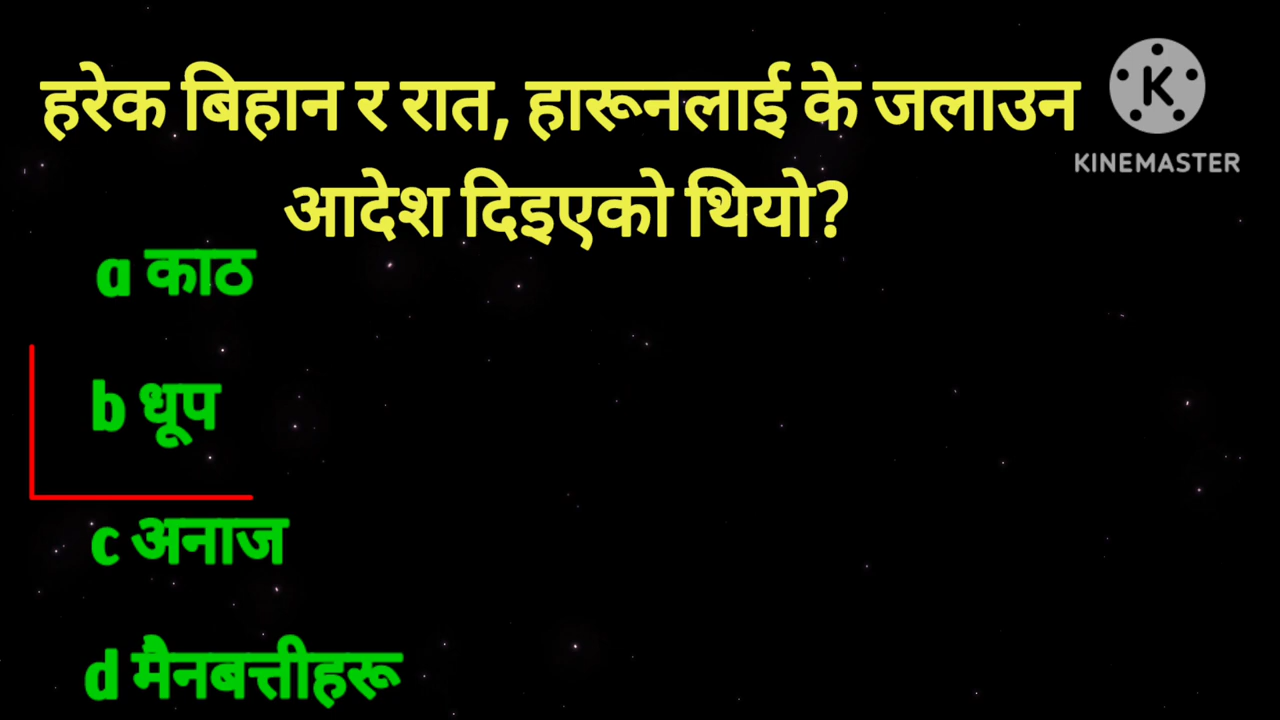 हरेक बिहान र रात, हारूनलाई के जलाउन
आदेश दिइएको थियो?
KINEMASTER
a काठ
b धूप
c अनाज
d मैनबत्तीहरू